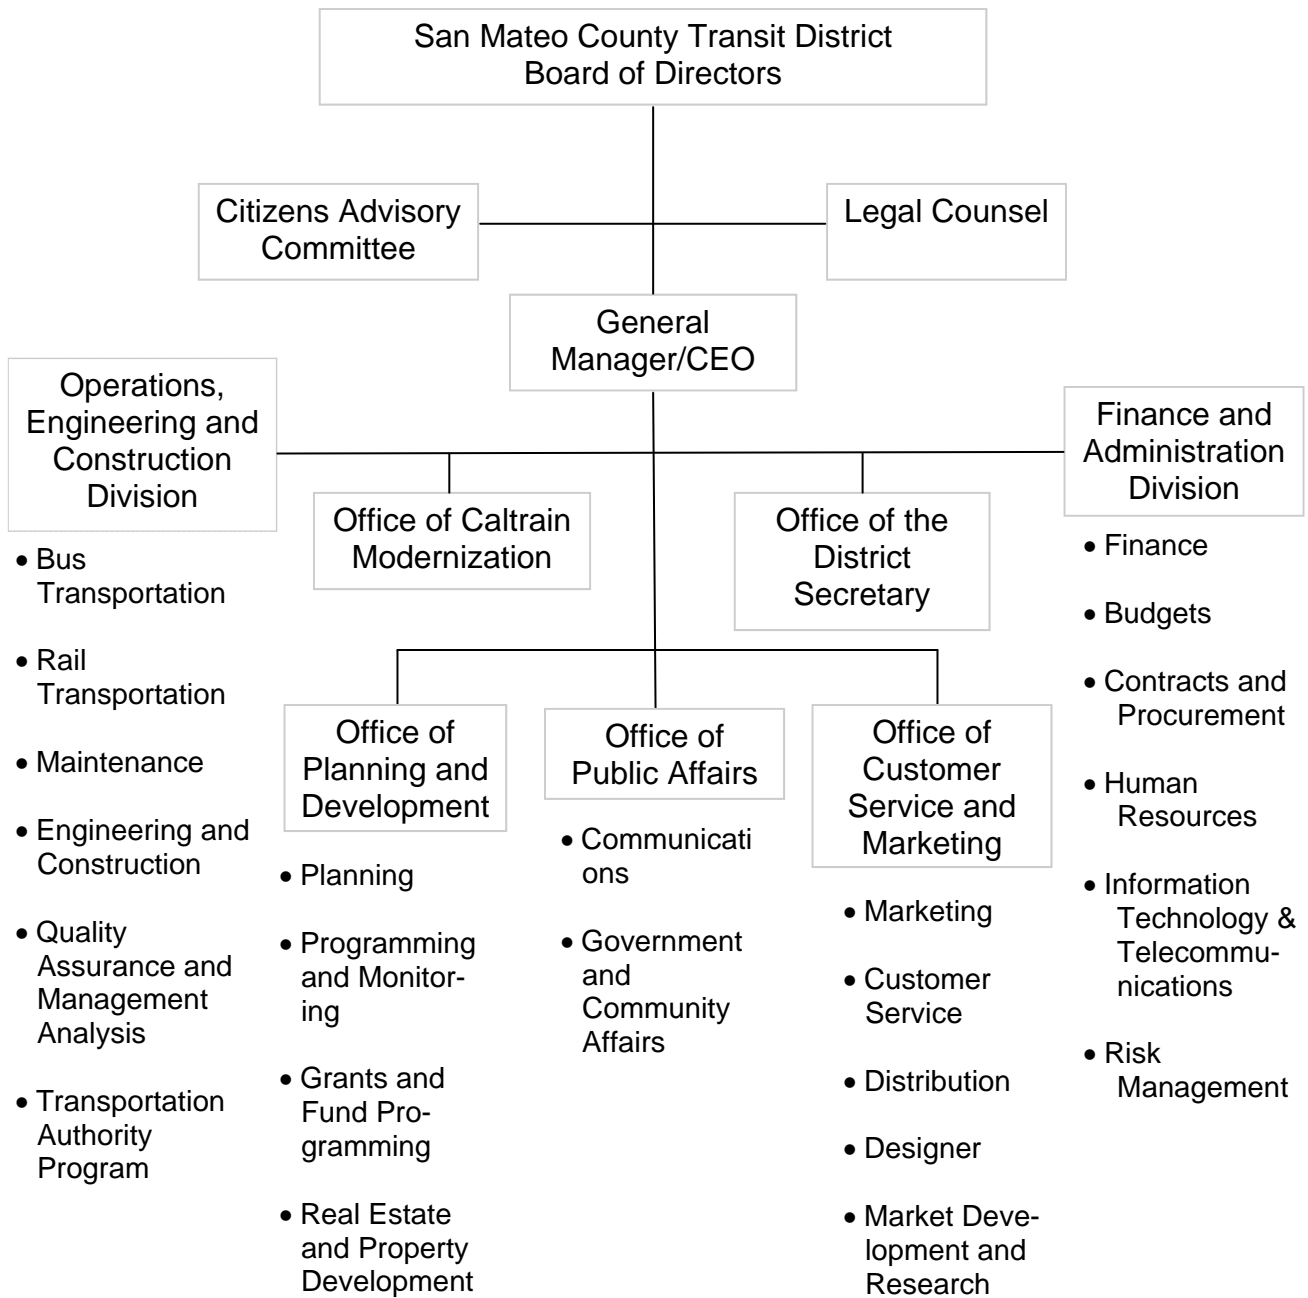 San Mateo County Transit District
Board of Directors
Citizens Advisory
Committee
Legal Counsel
General
Manager/CEO
Operations,
Engineering and
Construction
Division
• Bus
Transportation
• Rail
Transportation
• Maintenance
• Engineering and
Construction
• Quality
Assurance and
Management
Analysis
• Transportation
Authority
Program
Office of Caltrain
Modernization
Office of the
District
Secretary
Finance and
Administration
Division
• Finance
• Budgets
• Contracts and
Procurement
• Human
Resources
• Information
Technology &
Telecommu-
nications
• Risk
Management
Office of
Planning and
Development
• Planning
• Programming
and Monitor-
ing
• Grants and
Fund Pro-
gramming
• Real Estate
and Property
Development
Office of
Public Affairs
• Communicati
ons
• Government
and
Community
Affairs
Office of
Customer
Service and
Marketing
• Marketing
• Customer
Service
• Distribution
• Designer
• Market Deve-
lopment and
Research